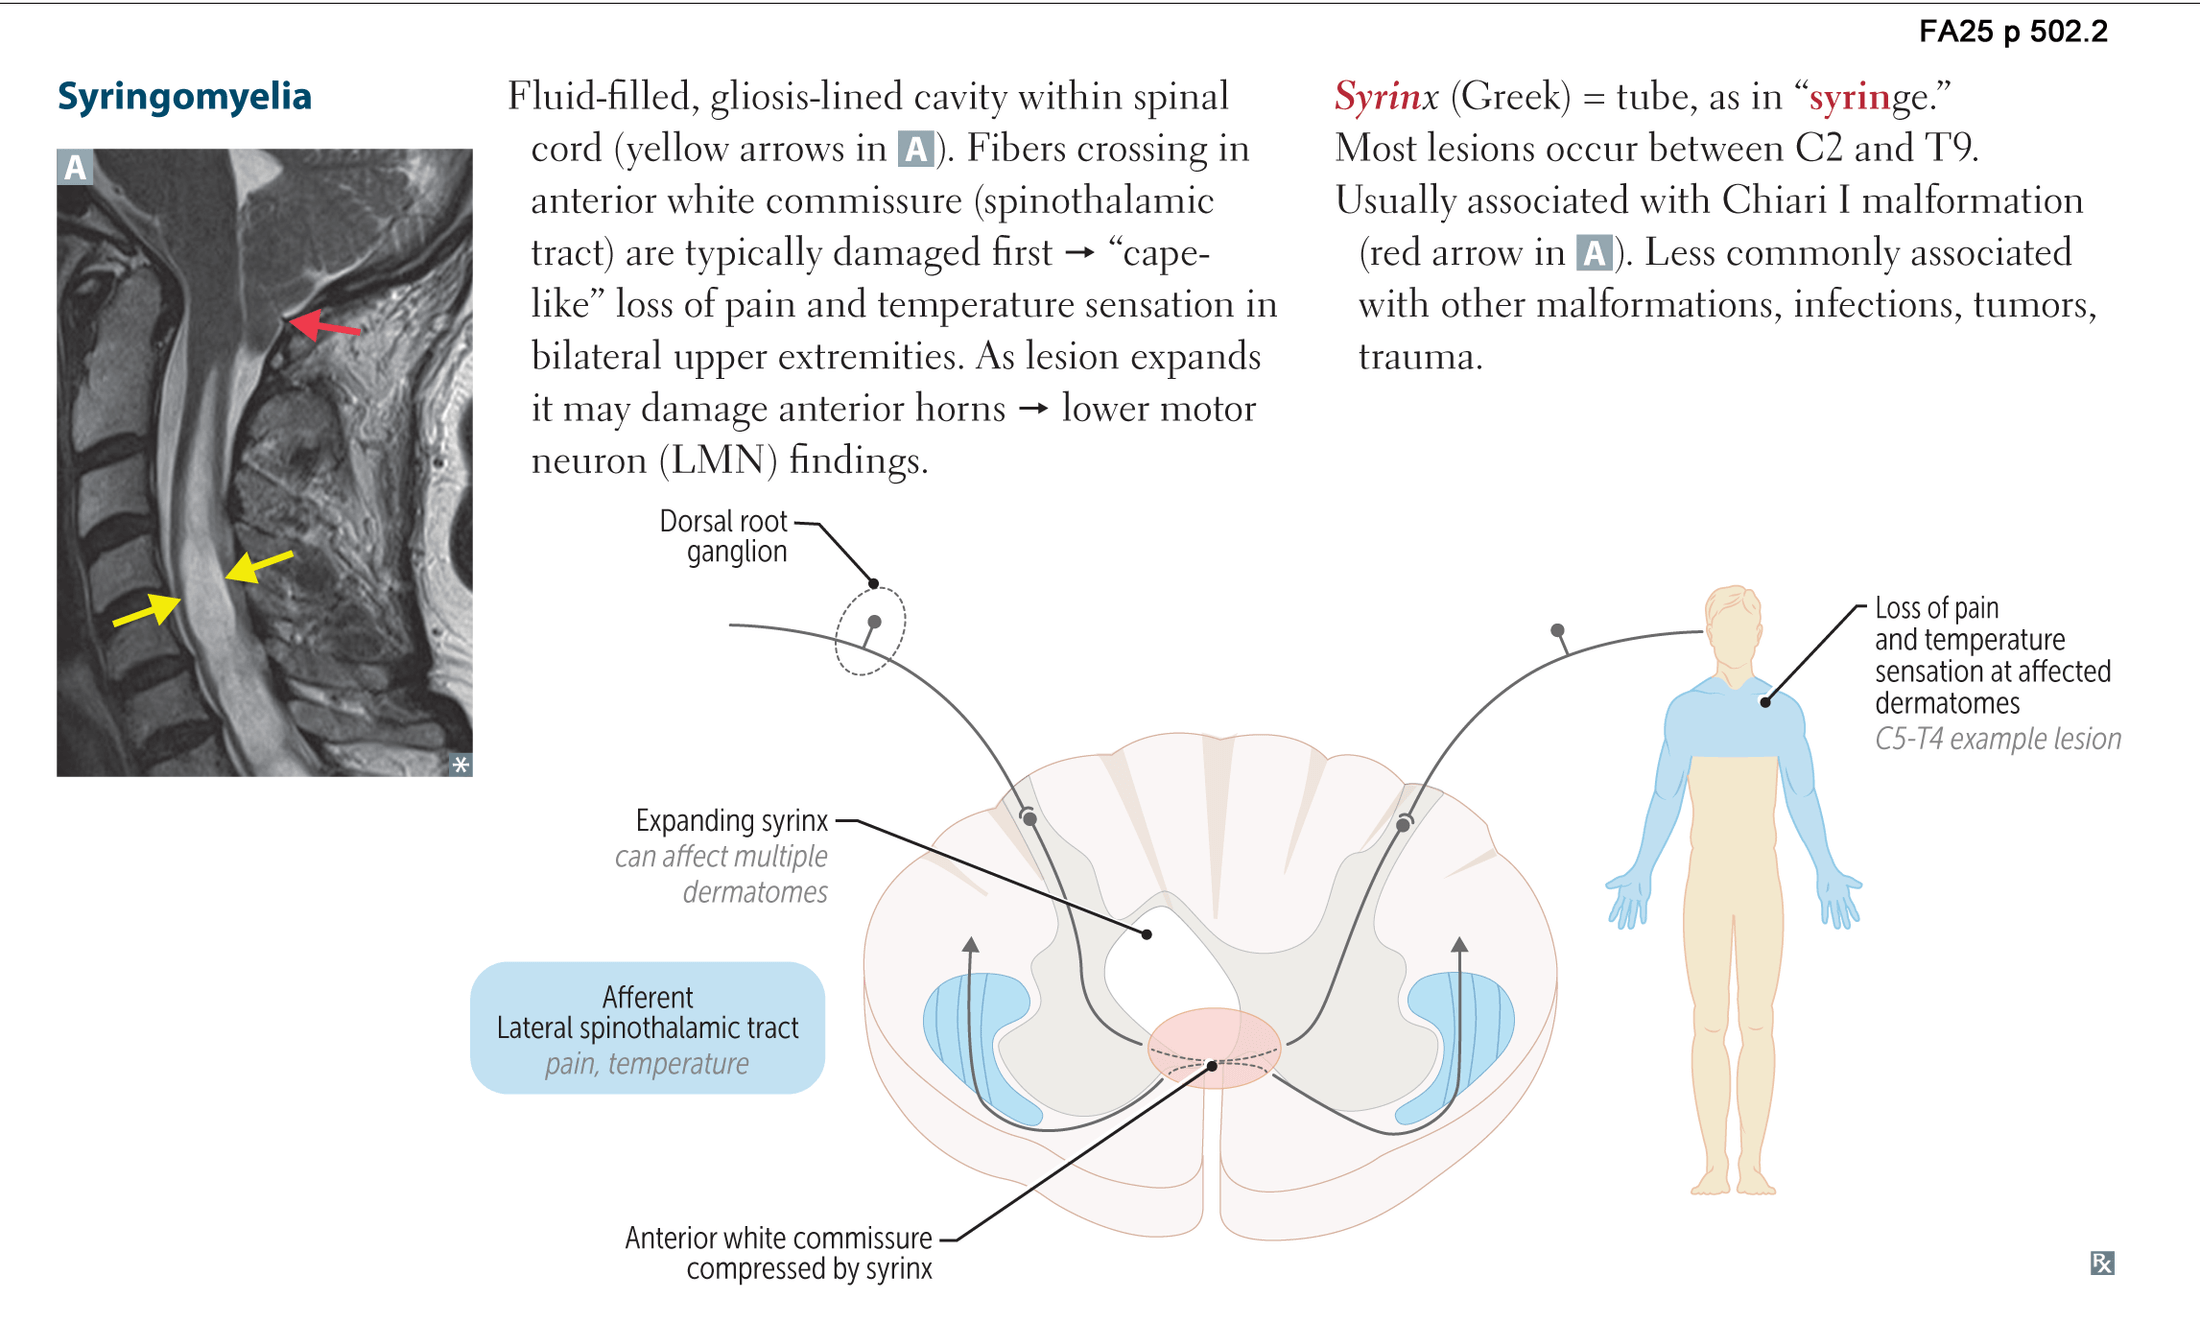 FA25 p 502.2
Syringomyelia
A
*
Fluid-filled, gliosis-lined cavity within spinal
cord (yellow arrows in A). Fibers crossing in
anterior white commissure (spinothalamic
tract) are typically damaged first → “cape-
like” loss of pain and temperature sensation in
bilateral upper extremities. As lesion expands
it may damage anterior horns → lower motor
neuron (LMN) findings.
Syrinx (Greek) = tube, as in “syringe.”
Most lesions occur between C2 and T9.
Usually associated with Chiari I malformation
(red arrow in A). Less commonly associated
with other malformations, infections, tumors,
trauma.
Dorsal root
ganglion
Loss of pain
and temperature
sensation at affected
dermatomes
C5-T4 example lesion
Expanding syrinx
can affect multiple
dermatomes
Afferent
Lateral spinothalamic tract
pain, temperature
Anterior white commissure
compressed by syrinx
Rx